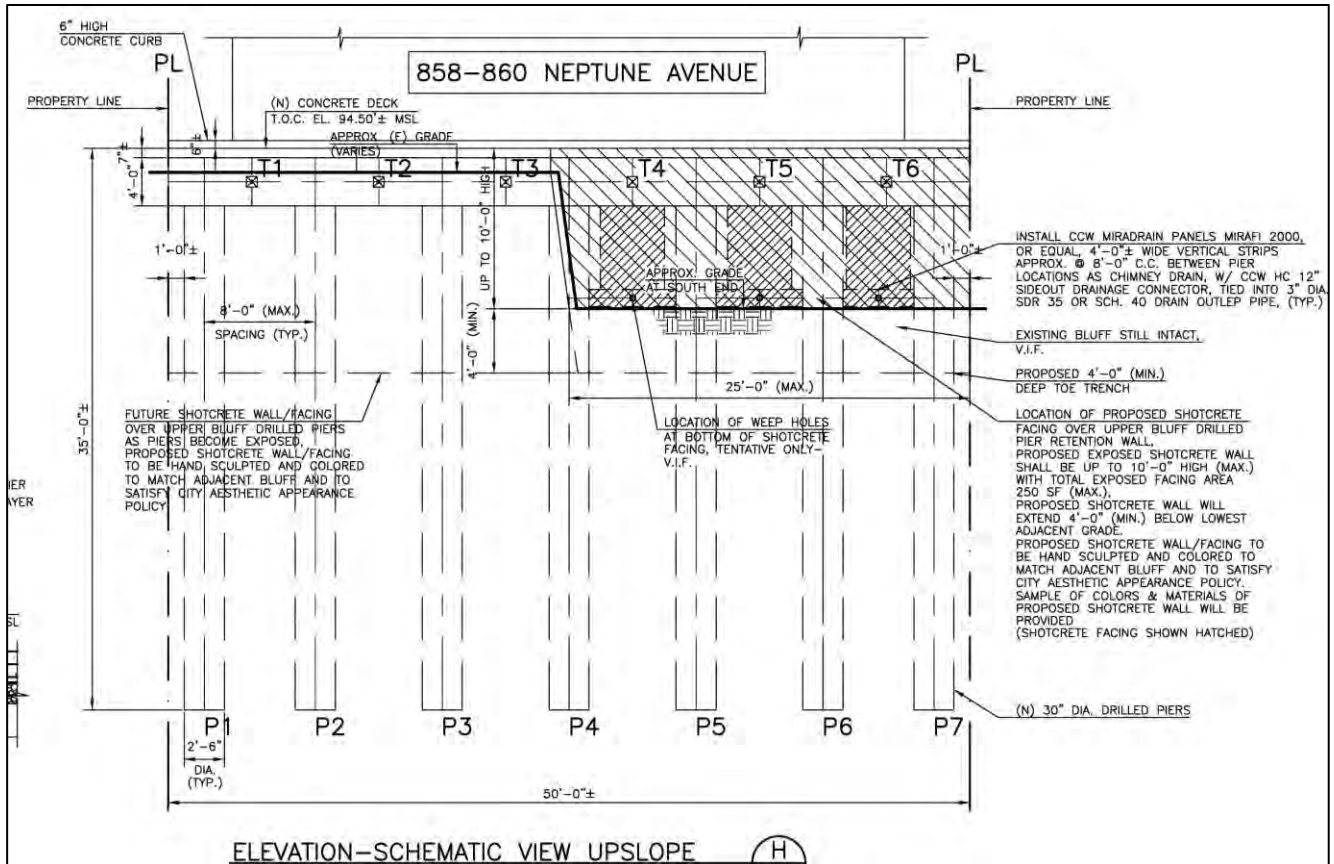 6" HIGH
CONCRETE CURB
PL
858-860 NEPTUNE AVENUE
PL
PROPERTY LINE
(N) CONCRETE DECK
T.O.C. EL. 94.50'± MSL
PROPERTY LINE
APPROX (E) GRADE
(VARIES)
7"±
6"±
4'-0"
T1
T2
T3
T4
T5
T6
UP TO 10'-0" HIGH
1'-0"±
1'-0"±
INSTALL CCW MIRADRAIN PANELS MIRAFI 2000,
OR EQUAL, 4'-0"± WIDE VERTICAL STRIPS
APPROX. @ 8'-0" C.C. BETWEEN PIER
LOCATIONS AS CHIMNEY DRAIN, W/ CCW HC 12"
SIDEOUT DRAINAGE CONNECTOR, TIED INTO 3" DIA.
SDR 35 OR SCH. 40 DRAIN OUTLEP PIPE, (TYP.)
APPROX. GRADE
AT SOUTH END
8'-0" (MAX.)
SPACING (TYP.)
4'-0" (MIN.)
EXISTING BLUFF STILL INTACT,
V.I.F.
PROPOSED 4'-0" (MIN.)
DEEP TOE TRENCH
25'-0" (MAX.)
35'-0"±
FUTURE SHOTCRETE WALL/FACING
OVER UPPER BLUFF DRILLED PIERS
AS PIERS BECOME EXPOSED,
PROPOSED SHOTCRETE WALL/FACING
TO BE HAND SCULPTED AND COLORED
TO MATCH ADJACENT BLUFF AND TO
SATISFY CITY AESTHETIC APPEARANCE
POLICY
LOCATION OF WEEP HOLES
AT BOTTOM OF SHOTCRETE
FACING, TENTATIVE ONLY-
V.I.F.
LOCATION OF PROPOSED SHOTCRETE
FACING OVER UPPER BLUFF DRILLED
PIER RETENTION WALL,
PROPOSED EXPOSED SHOTCRETE WALL
SHALL BE UP TO 10'-0" HIGH (MAX.)
WITH TOTAL EXPOSED FACING AREA
250 SF (MAX.),
PROPOSED SHOTCRETE WALL WILL
EXTEND 4'-0" (MIN.) BELOW LOWEST
ADJACENT GRADE.
PROPOSED SHOTCRETE WALL/FACING TO
BE HAND SCULPTED AND COLORED TO
MATCH ADJACENT BLUFF AND TO SATISFY
CITY AESTHETIC APPEARANCE POLICY.
SAMPLE OF COLORS & MATERIALS OF
PROPOSED SHOTCRETE WALL WILL BE
PROVIDED
(SHOTCRETE FACING SHOWN HATCHED)
(N) 30" DIA. DRILLED PIERS
P1
P2
P3
P4
P5
P6
P7
2'-6"
DIA.
(TYP.)
50'-0"±
ELEVATION-SCHEMATIC VIEW UPSLOPE
H